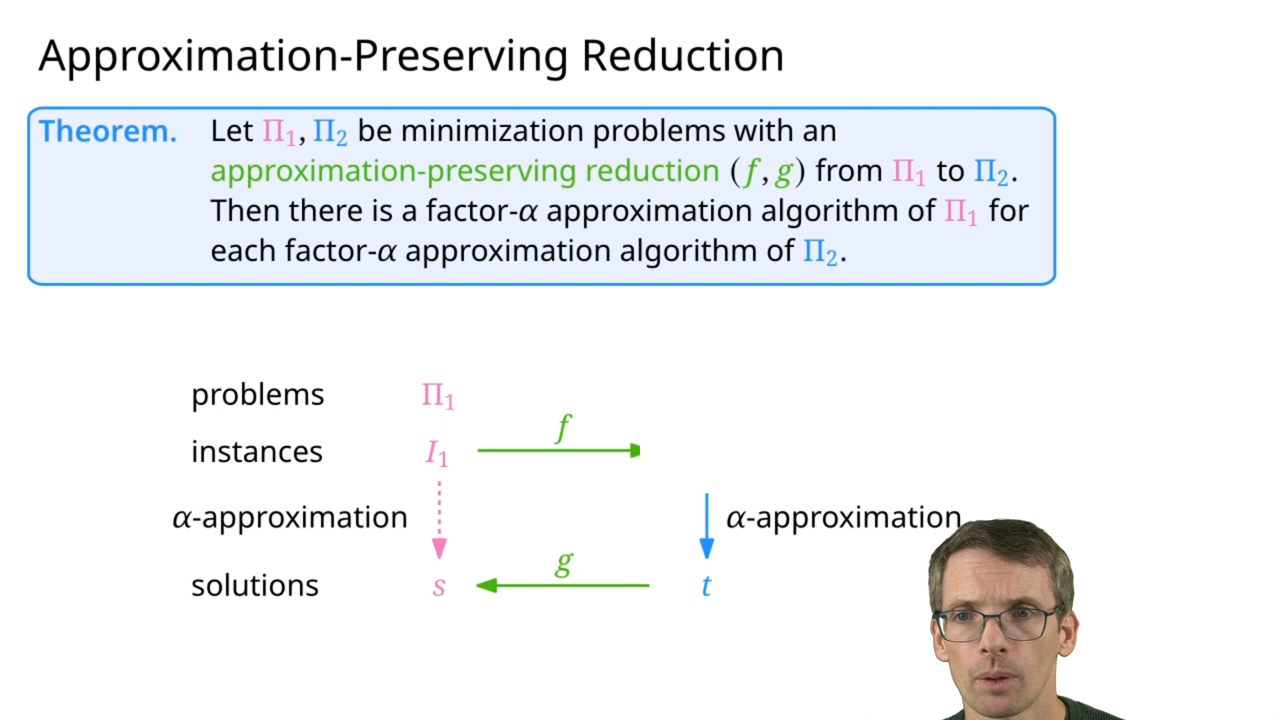 Approximation-Preserving Reduction
Theorem. Let Π₁, Π₂ be minimization problems with an
approximation-preserving reduction (f, g) from Π₁ to Π₂.
Then there is a factor-α approximation algorithm of Π₁ for
each factor-α approximation algorithm of Π₂.
problems Π₁
f
instances I₁
α-approximation α-approximation
g
solutions s t